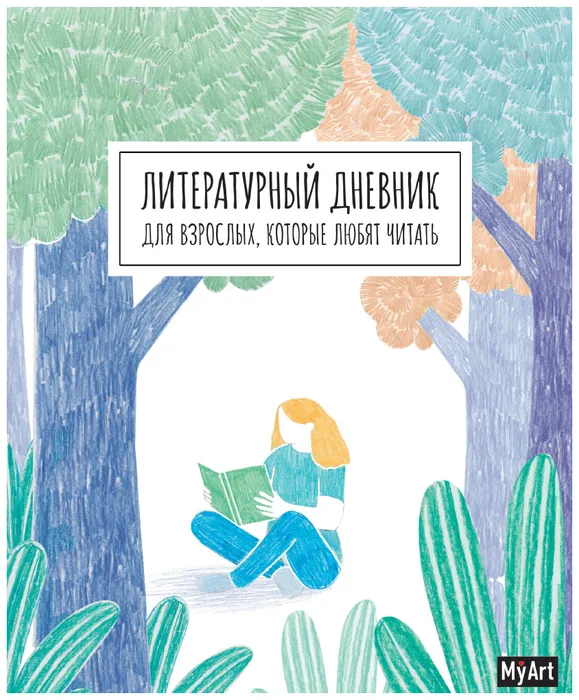 ЛИТЕРАТУРНЫЙ ДНЕВНИК
ДЛЯ ВЗРОСЛЫХ, КОТОРЫЕ ЛЮБЯТ ЧИТАТЬ
MyArt